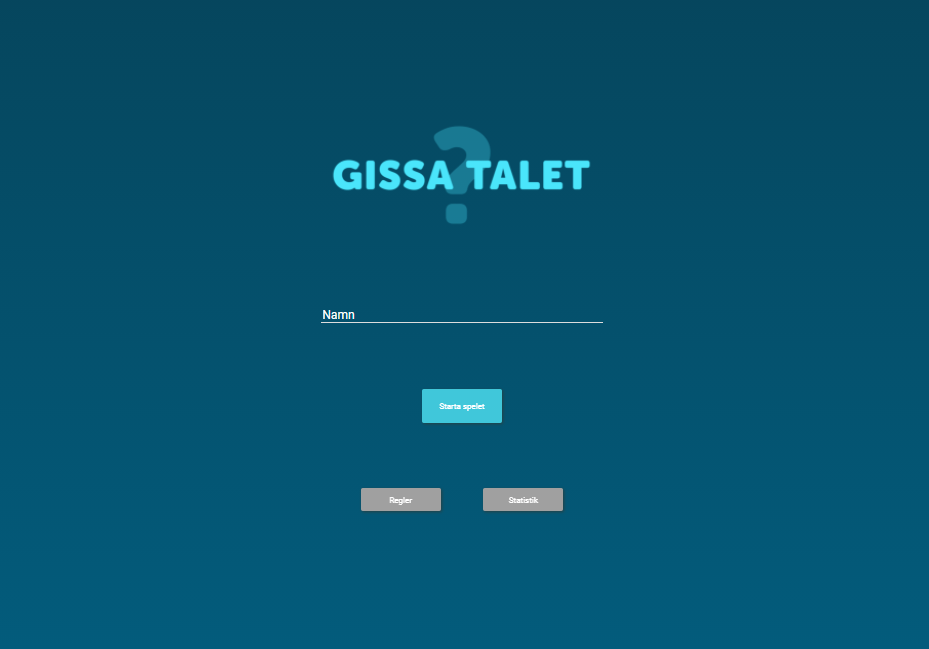 GISSA TALET
?
Namn
Starta spelet
Regler
Statistik